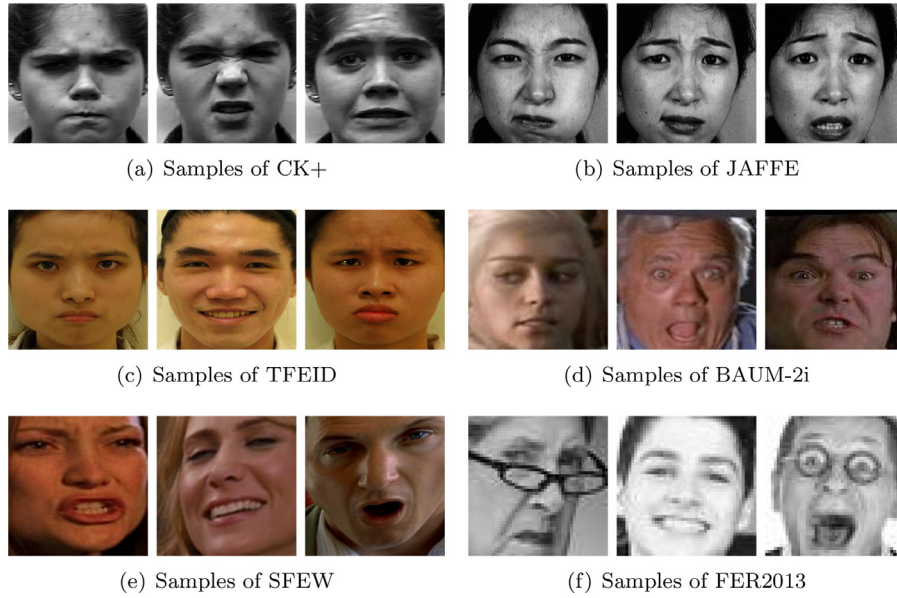 (a) Samples of CK+
(b) Samples of JAFFE
(c) Samples of TFEID
(d) Samples of BAUM-2i
(e) Samples of SFEW
(f) Samples of FER2013